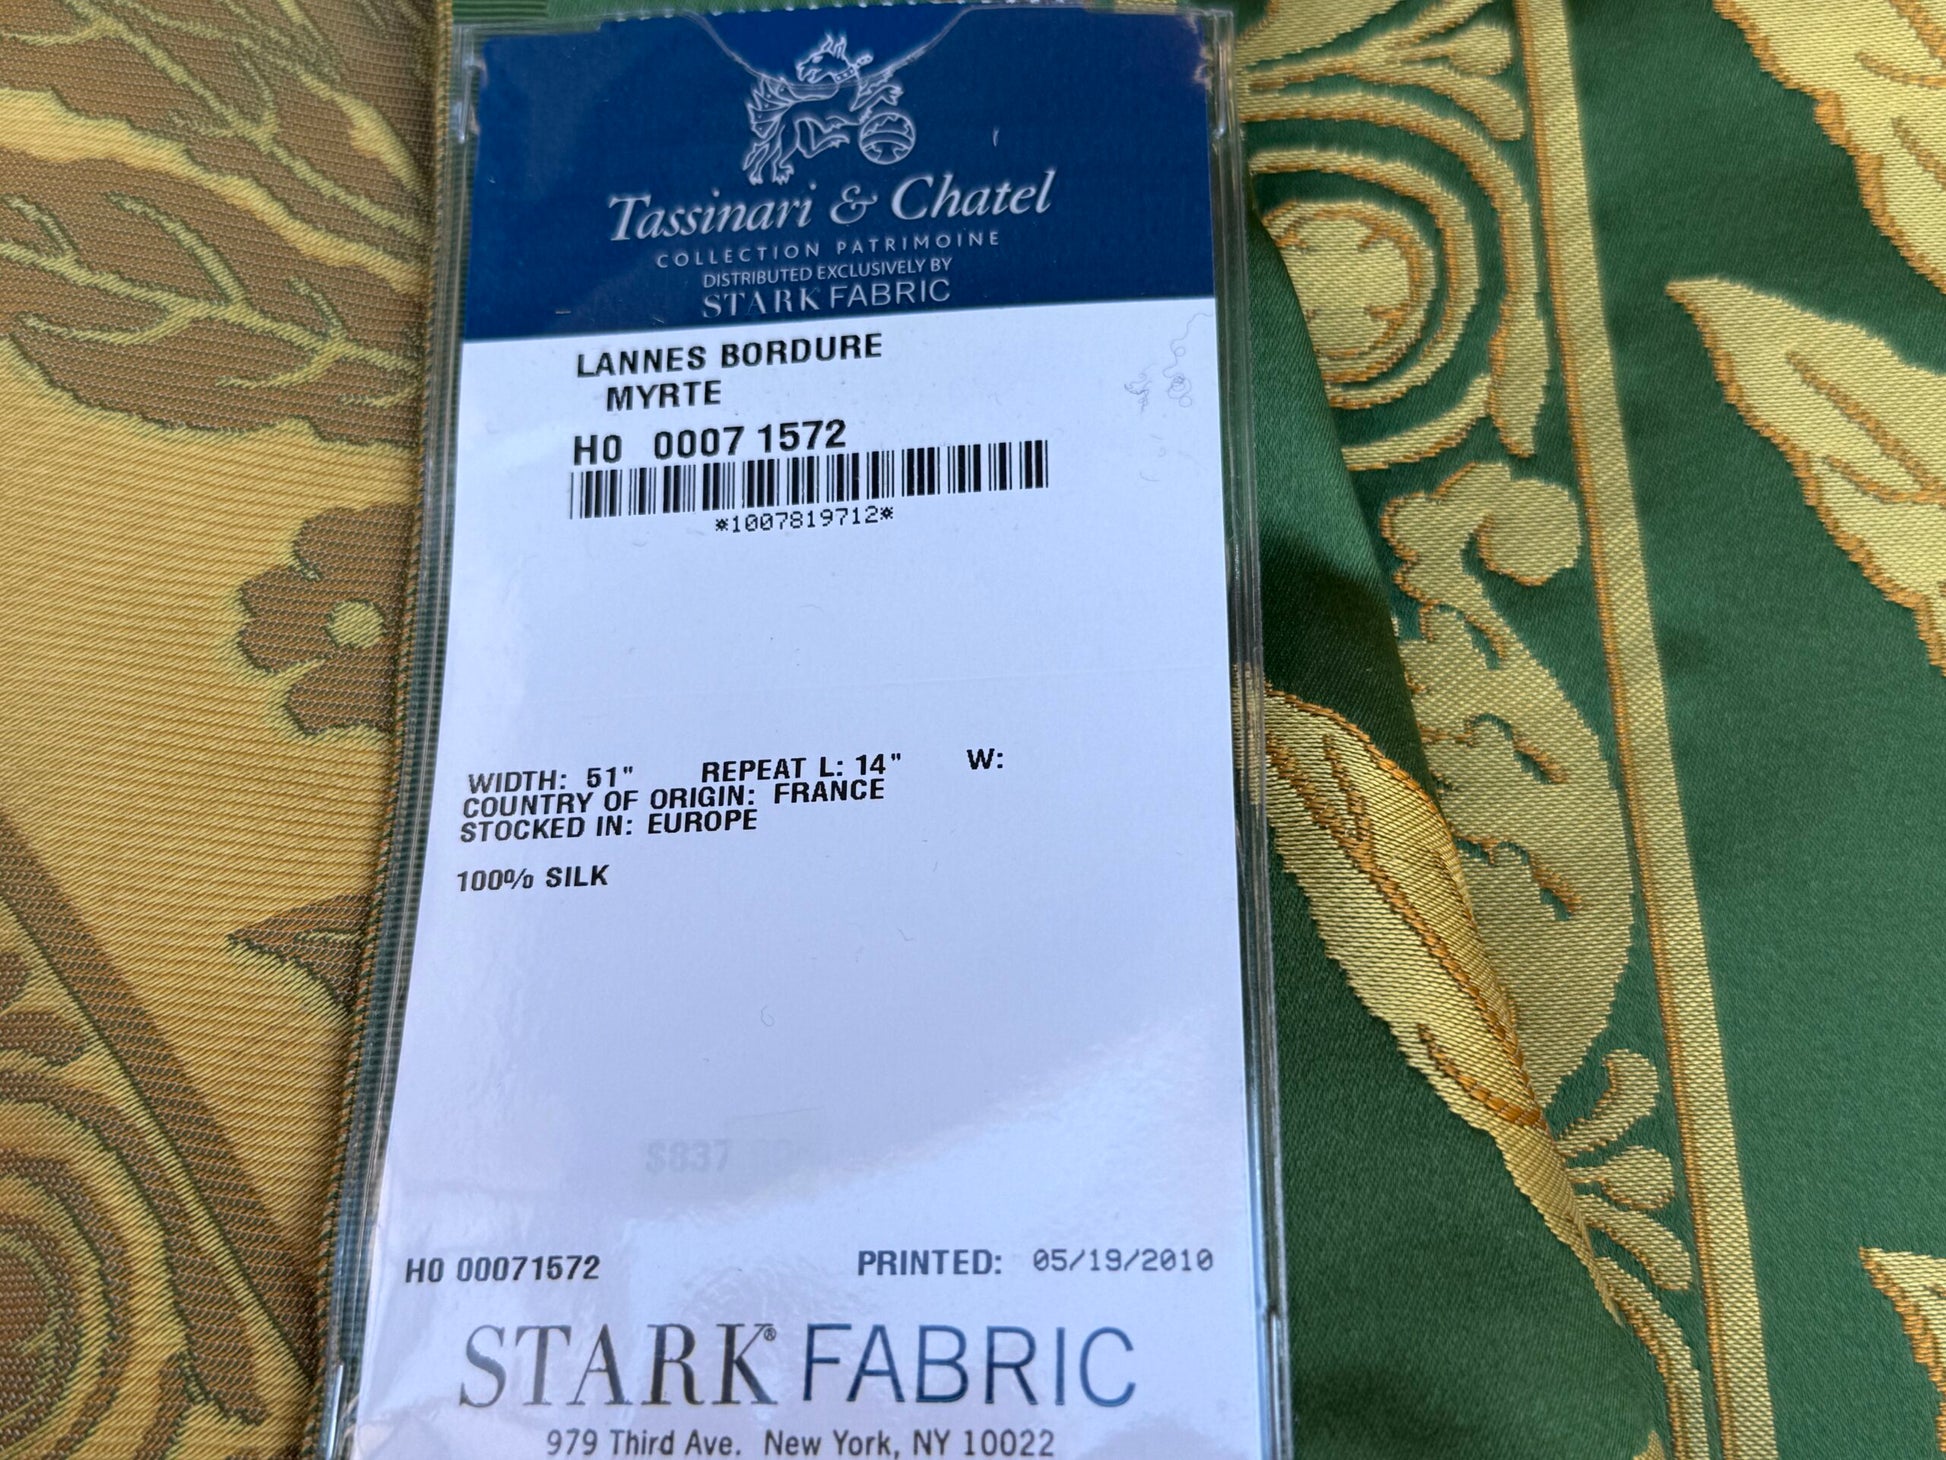 Tassinari & Chatel
COLLECTION PATRIMOINE
DISTRIBUTED EXCLUSIVELY BY
STARK FABRIC
LANNES BORDURE
MYRTE
H0 0007 1572
*1007819712*
WIDTH: 51" REPEAT L: 14" W:
COUNTRY OF ORIGIN: FRANCE
STOCKED IN: EUROPE
100% SILK
$837
H0 00071572 PRINTED: 05/19/2010
STARK® FABRIC
979 Third Ave. New York, NY 10022